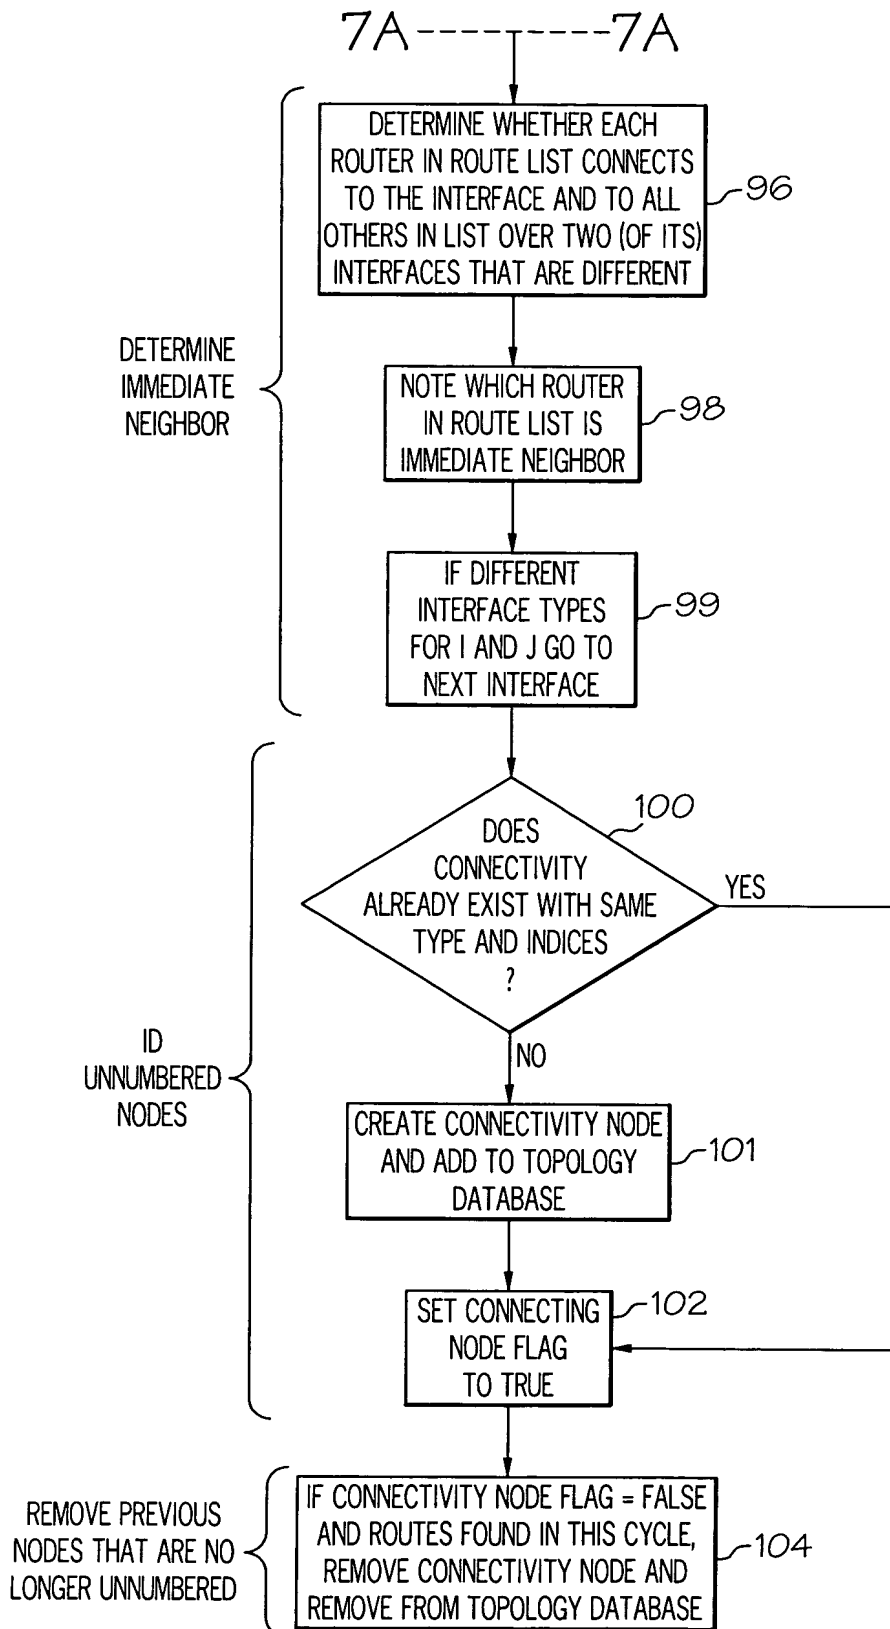 7A 7A
DETERMINE WHETHER EACH
ROUTER IN ROUTE LIST CONNECTS
TO THE INTERFACE AND TO ALL
OTHERS IN LIST OVER TWO (OF ITS)
INTERFACES THAT ARE DIFFERENT
96
DETERMINE
IMMEDIATE
NEIGHBOR
NOTE WHICH ROUTER
IN ROUTE LIST IS
IMMEDIATE NEIGHBOR
98
IF DIFFERENT
INTERFACE TYPES
FOR I AND J GO TO
NEXT INTERFACE
99
100
DOES
CONNECTIVITY
ALREADY EXIST WITH SAME
TYPE AND INDICES
?
YES
NO
ID
UNNUMBERED
NODES
CREATE CONNECTIVITY NODE
AND ADD TO TOPOLOGY
DATABASE
101
SET CONNECTING
NODE FLAG
TO TRUE
102
REMOVE PREVIOUS
NODES THAT ARE NO
LONGER UNNUMBERED
IF CONNECTIVITY NODE FLAG = FALSE
AND ROUTES FOUND IN THIS CYCLE,
REMOVE CONNECTIVITY NODE AND
REMOVE FROM TOPOLOGY DATABASE
104